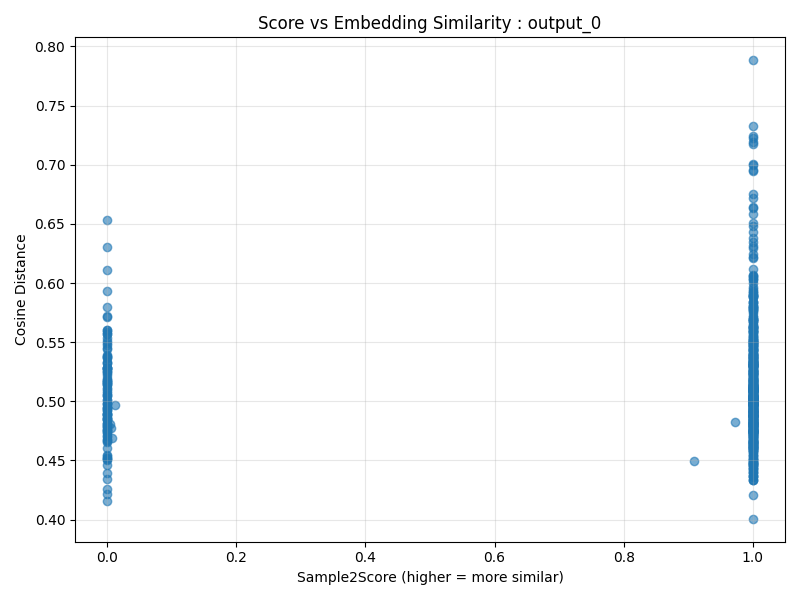 Score vs Embedding Similarity : output_0
Cosine Distance
0.80
0.75
0.70
0.65
0.60
0.55
0.50
0.45
0.40
0.0 0.2 0.4 0.6 0.8 1.0
Sample2Score (higher = more similar)